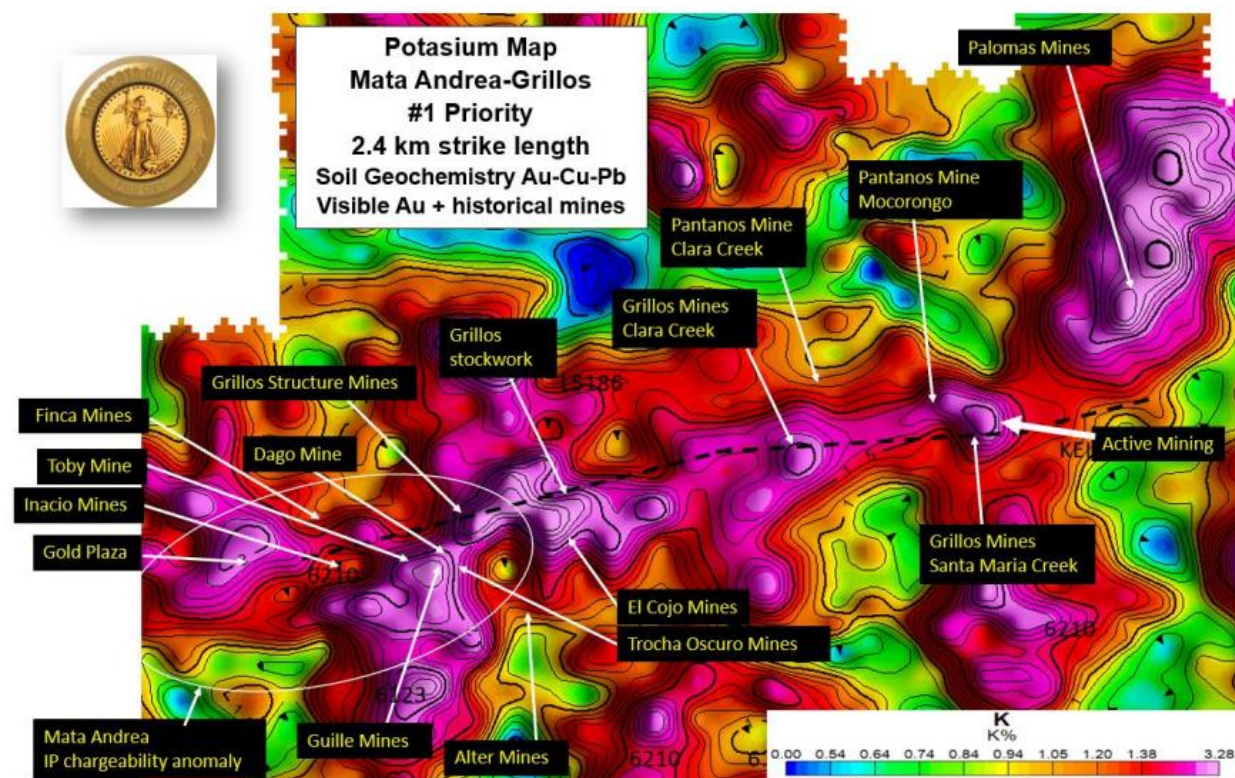 Potasium Map
Mata Andrea-Grillos
#1 Priority
2.4 km strike length
Soil Geochemistry Au-Cu-Pb
Visible Au + historical mines
Palomas Mines
Pantanos Mine
Mocorongo
Pantanos Mine
Clara Creek
Grillos Mines
Clara Creek
Grillos
stockwork
Grillos Structure Mines
Finca Mines
Dago Mine
Toby Mine
Inacio Mines
Gold Plaza
Active Mining
Grillos Mines
Santa Maria Creek
El Cojo Mines
Trocha Oscuro Mines
Mata Andrea
IP chargeability anomaly
Guille Mines
Alter Mines
6210
6123
6210
6210
K
K%
0.00 0.54 0.64 0.74 0.84 0.94 1.05 1.20 1.38 3.28